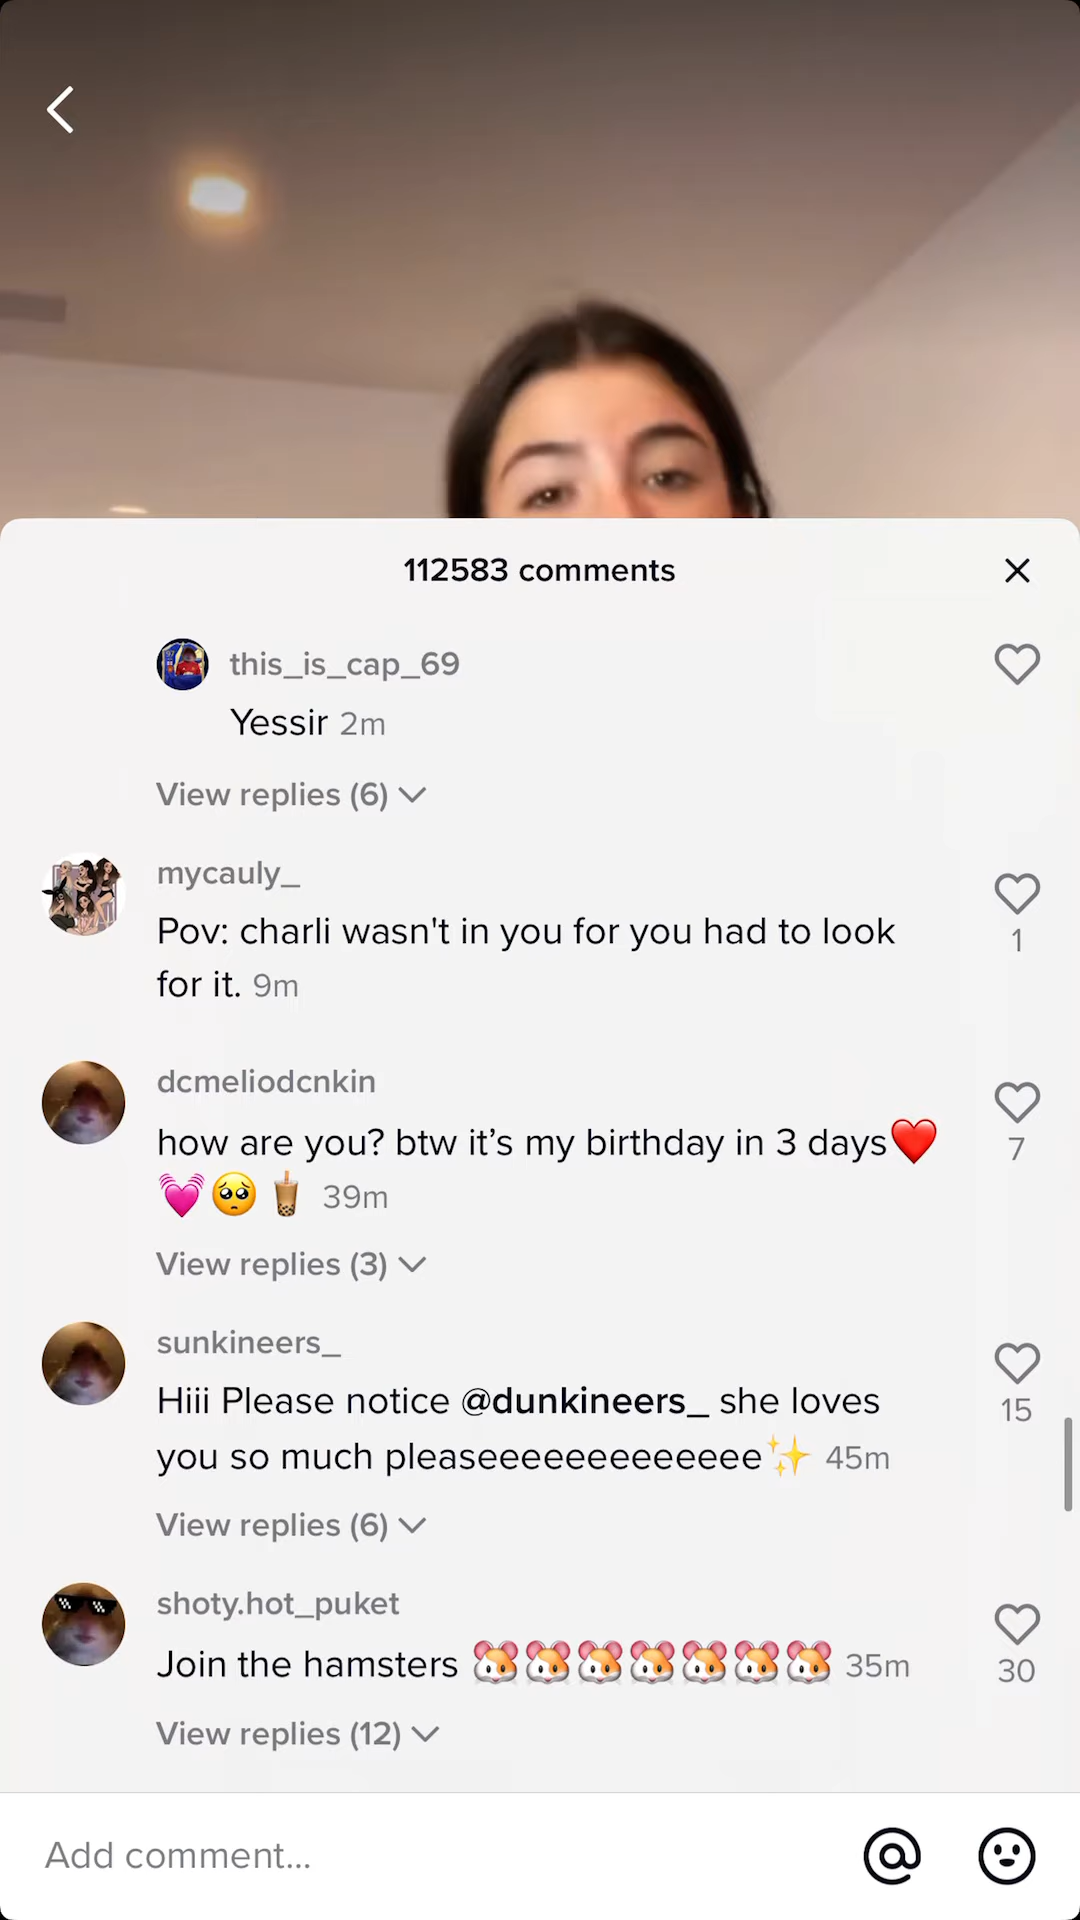 112583 comments
this_is_cap_69
Yessir 2m
View replies (6)
mycauly_
Pov: charli wasn't in you for you had to look
for it. 9m
dcmeliodcnkin
how are you? btw it’s my birthday in 3 days❤️
💓🥺🧋 39m
View replies (3)
sunkineers_
Hiii Please notice @dunkineers_ she loves
you so much pleaseeeeeeeeeeeee✨ 45m
View replies (6)
shoty.hot_puket
Join the hamsters 🐹🐹🐹🐹🐹🐹🐹 35m
View replies (12)
1
7
15
30
Add comment...